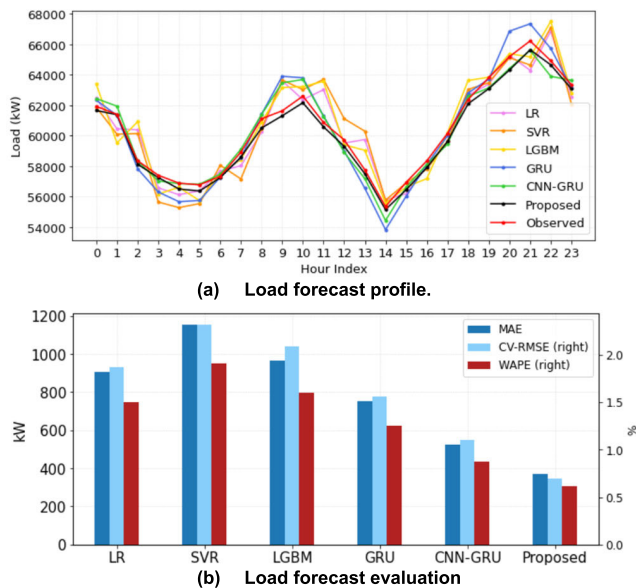 68000
66000
64000
62000
60000
58000
56000
54000
Load (kW)
LR
SVR
LGBM
GRU
CNN-GRU
Proposed
Observed
0 1 2 3 4 5 6 7 8 9 10 11 12 13 14 15 16 17 18 19 20 21 22 23
Hour Index
(a) Load forecast profile.
1200
1000
800
600
400
200
0
kW
MAE
CV-RMSE (right)
WAPE (right)
2.0
1.5
1.0
0.5
0.0
%
LR SVR LGBM GRU CNN-GRU Proposed
(b) Load forecast evaluation